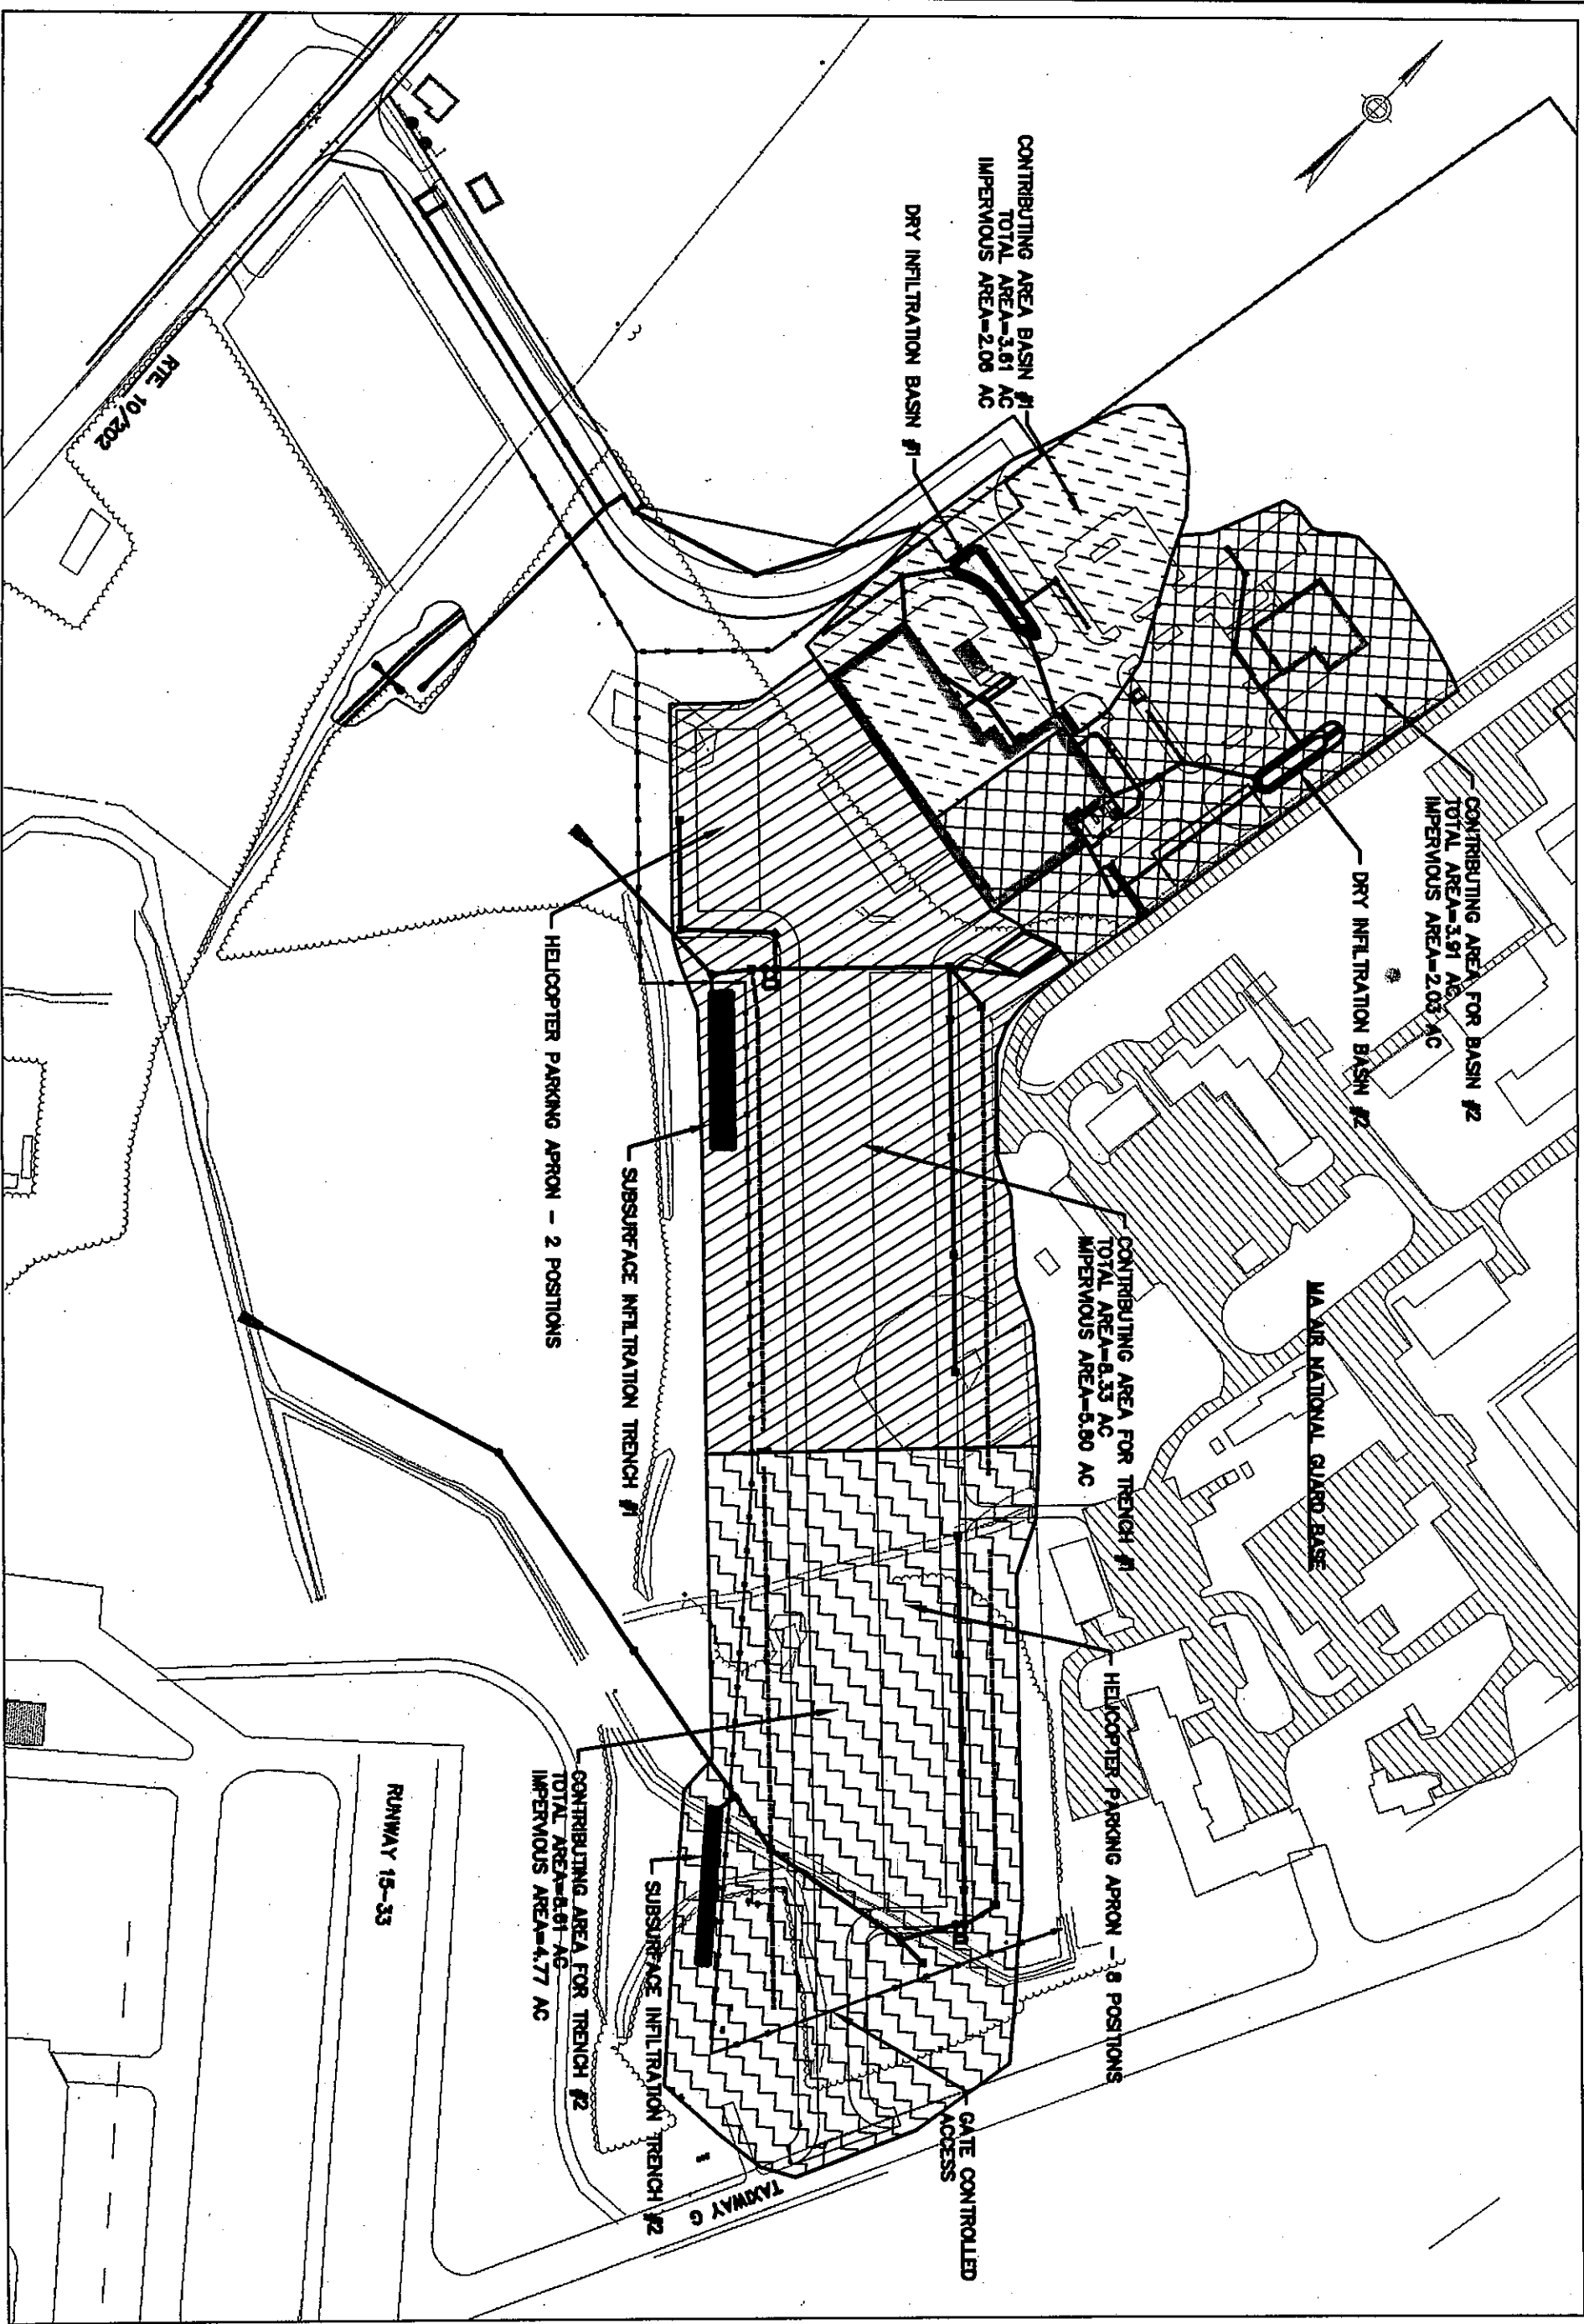 CONTRIBUTING AREA BASIN #1
TOTAL AREA=3.61 AC
IMPERVIOUS AREA=2.06 AC
DRY INFILTRATION BASIN #1
CONTRIBUTING AREA FOR BASIN #2
TOTAL AREA=3.91 AC
IMPERVIOUS AREA=2.03 AC
DRY INFILTRATION BASIN #2
RTE. 10/202
MA AIR NATIONAL GUARD BASE
CONTRIBUTING AREA FOR TRENCH #1
TOTAL AREA=8.33 AC
IMPERVIOUS AREA=5.80 AC
HELICOPTER PARKING APRON - 2 POSITIONS
SUBSURFACE INFILTRATION TRENCH #1
HELICOPTER PARKING APRON - 8 POSITIONS
CONTRIBUTING AREA FOR TRENCH #2
TOTAL AREA=8.61 AC
IMPERVIOUS AREA=4.77 AC
SUBSURFACE INFILTRATION TRENCH #2
GATE CONTROLLED
ACCESS
RUNWAY 15-33
TAXIWAY G